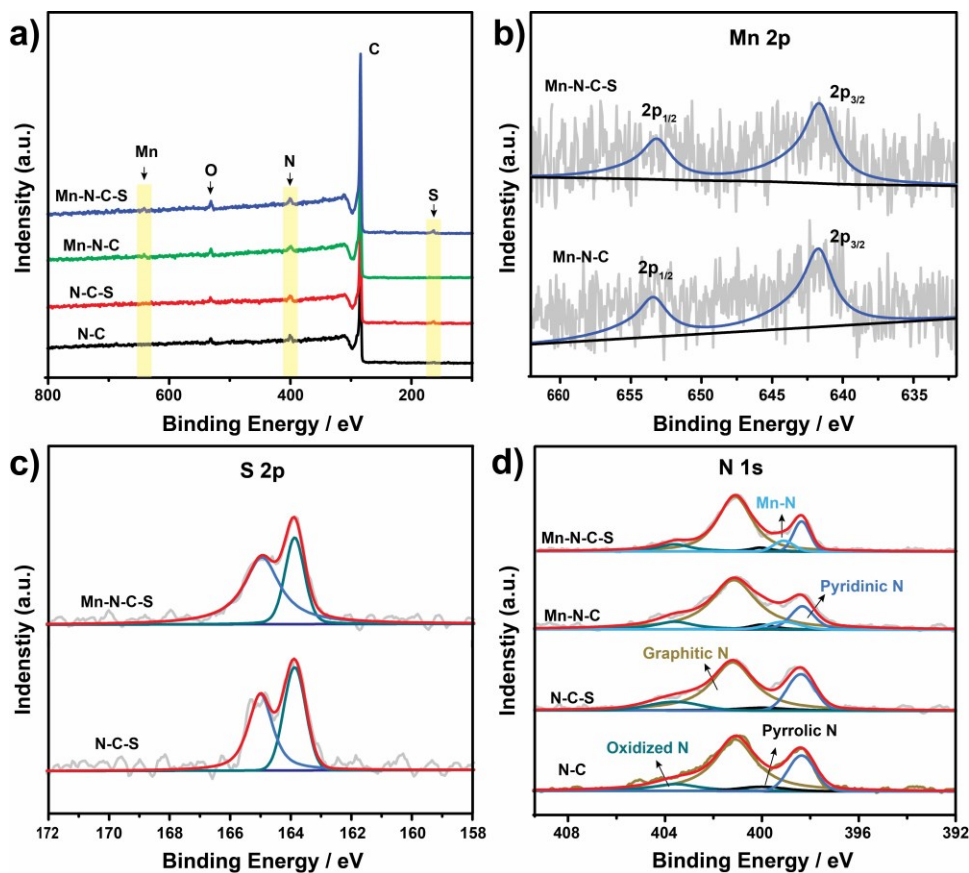 a)
C
Mn
O
N
S
Mn-N-C-S
Mn-N-C
N-C-S
N-C
Indensity (a.u.)
800 600 400 200
Binding Energy / eV
b)
Mn 2p
Mn-N-C-S
2p1/2
2p3/2
Mn-N-C
2p1/2
2p3/2
Indenstiy (a.u.)
660 655 650 645 640 635
Binding Energy / eV
c)
S 2p
Mn-N-C-S
N-C-S
Indenstiy (a.u.)
172 170 168 166 164 162 160 158
Binding Energy / eV
d)
N 1s
Mn-N
Mn-N-C-S
Mn-N-C
Pyridinic N
Graphitic N
N-C-S
Oxidized N
Pyrrolic N
N-C
Indenstiy (a.u.)
408 404 400 396 392
Binding Energy / eV